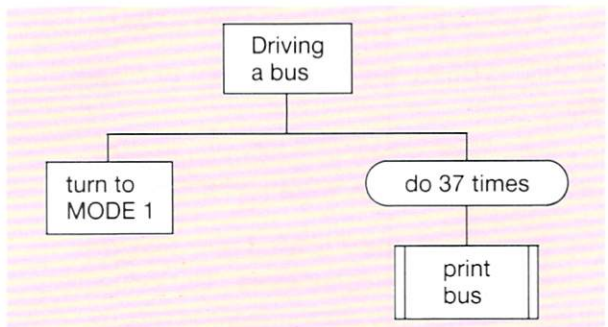 Driving
a bus
turn to
MODE 1
do 37 times
print
bus